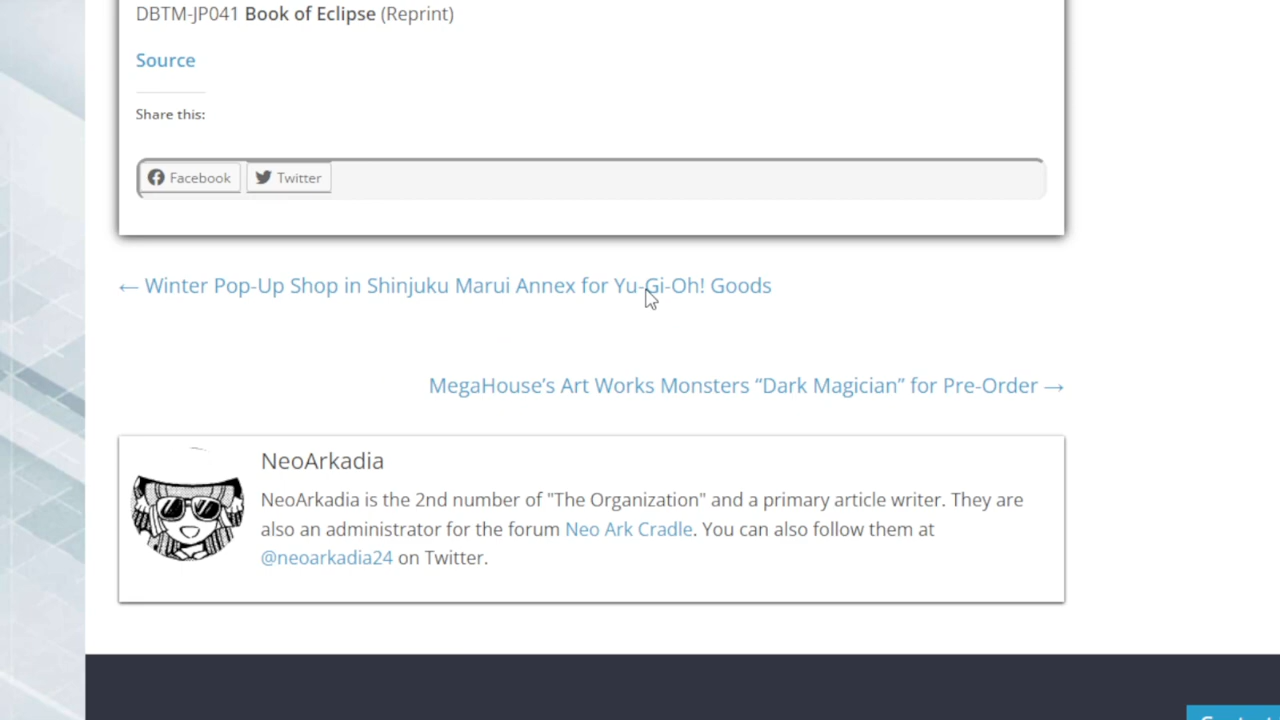 DBTM-JP041 Book of Eclipse (Reprint)
Source
Share this:
Facebook Twitter
← Winter Pop-Up Shop in Shinjuku Marui Annex for Yu-Gi-Oh! Goods
MegaHouse’s Art Works Monsters “Dark Magician” for Pre-Order →
NeoArkadia
NeoArkadia is the 2nd number of "The Organization" and a primary article writer. They are
also an administrator for the forum Neo Ark Cradle. You can also follow them at
@neoarkadia24 on Twitter.